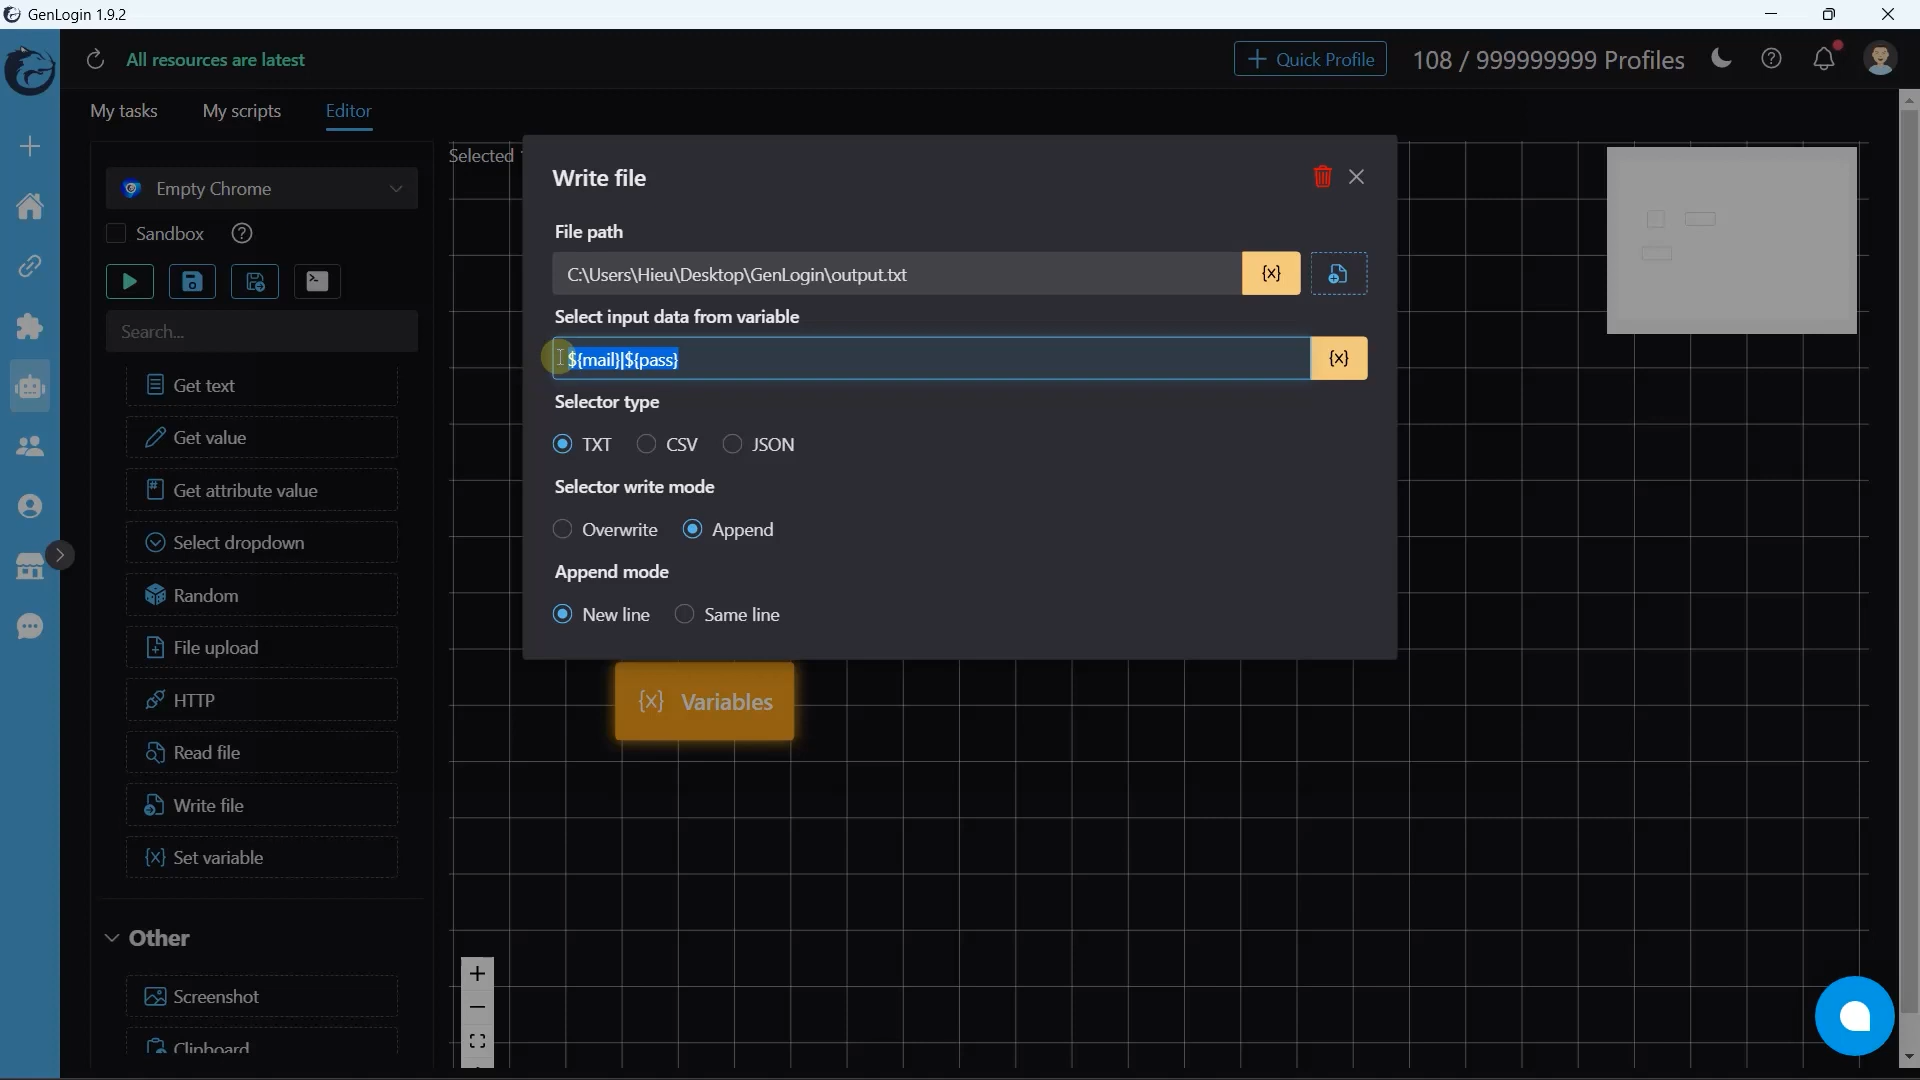 GenLogin 1.9.2
All resources are latest
Quick Profile
108 / 999999999 Profiles
My tasks
My scripts
Editor
Empty Chrome
Sandbox
Search...
Get text
Get value
Get attribute value
Select dropdown
Random
File upload
HTTP
Read file
Write file
{x} Set variable
Other
Screenshot
Clipboard
Selected
Write file
File path
C:\Users\Hieu\Desktop\GenLogin\output.txt
{x}
Select input data from variable
${mail}|${pass}
{x}
Selector type
TXT
CSV
JSON
Selector write mode
Overwrite
Append
Append mode
New line
Same line
{x} Variables